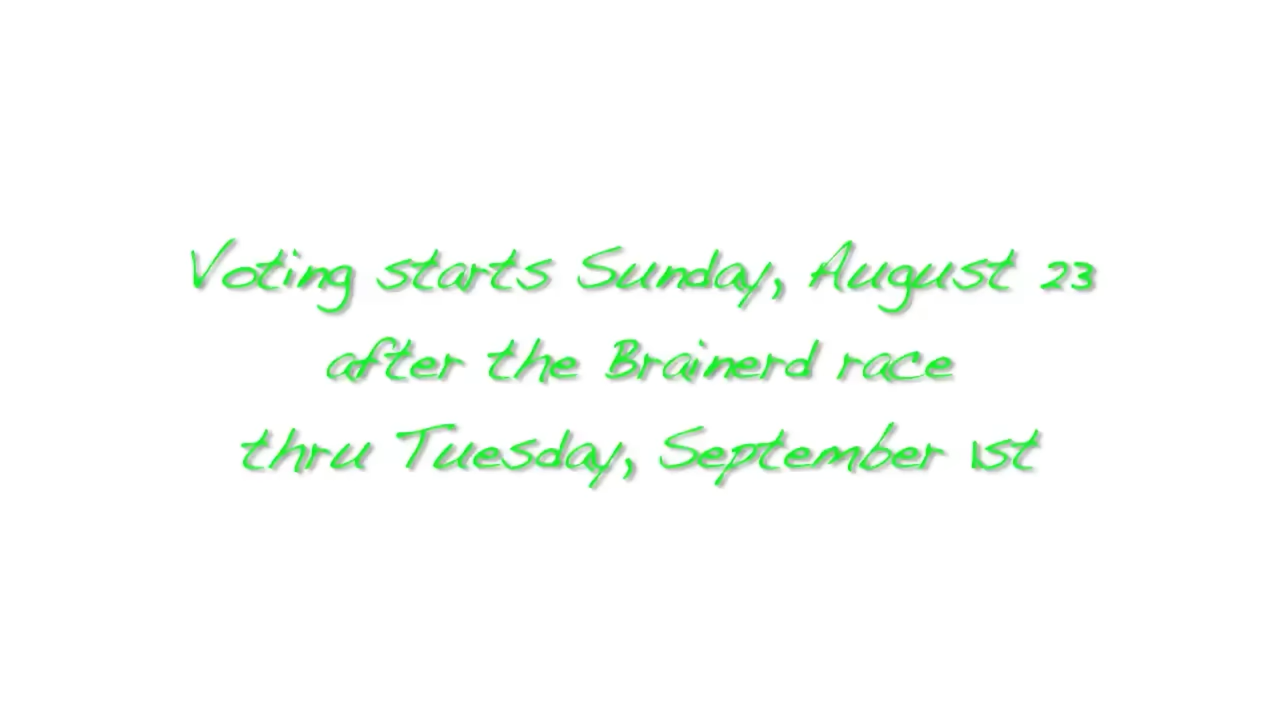 Voting starts Sunday, August 23
after the Brainerd race
thru Tuesday, September 1st